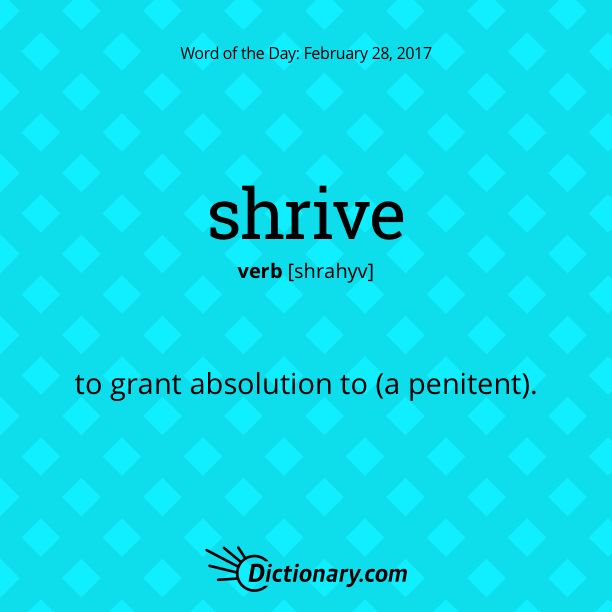 Word of the Day: February 28, 2017
shrive
verb [shrahyv]
to grant absolution to (a penitent).
Dictionary.com